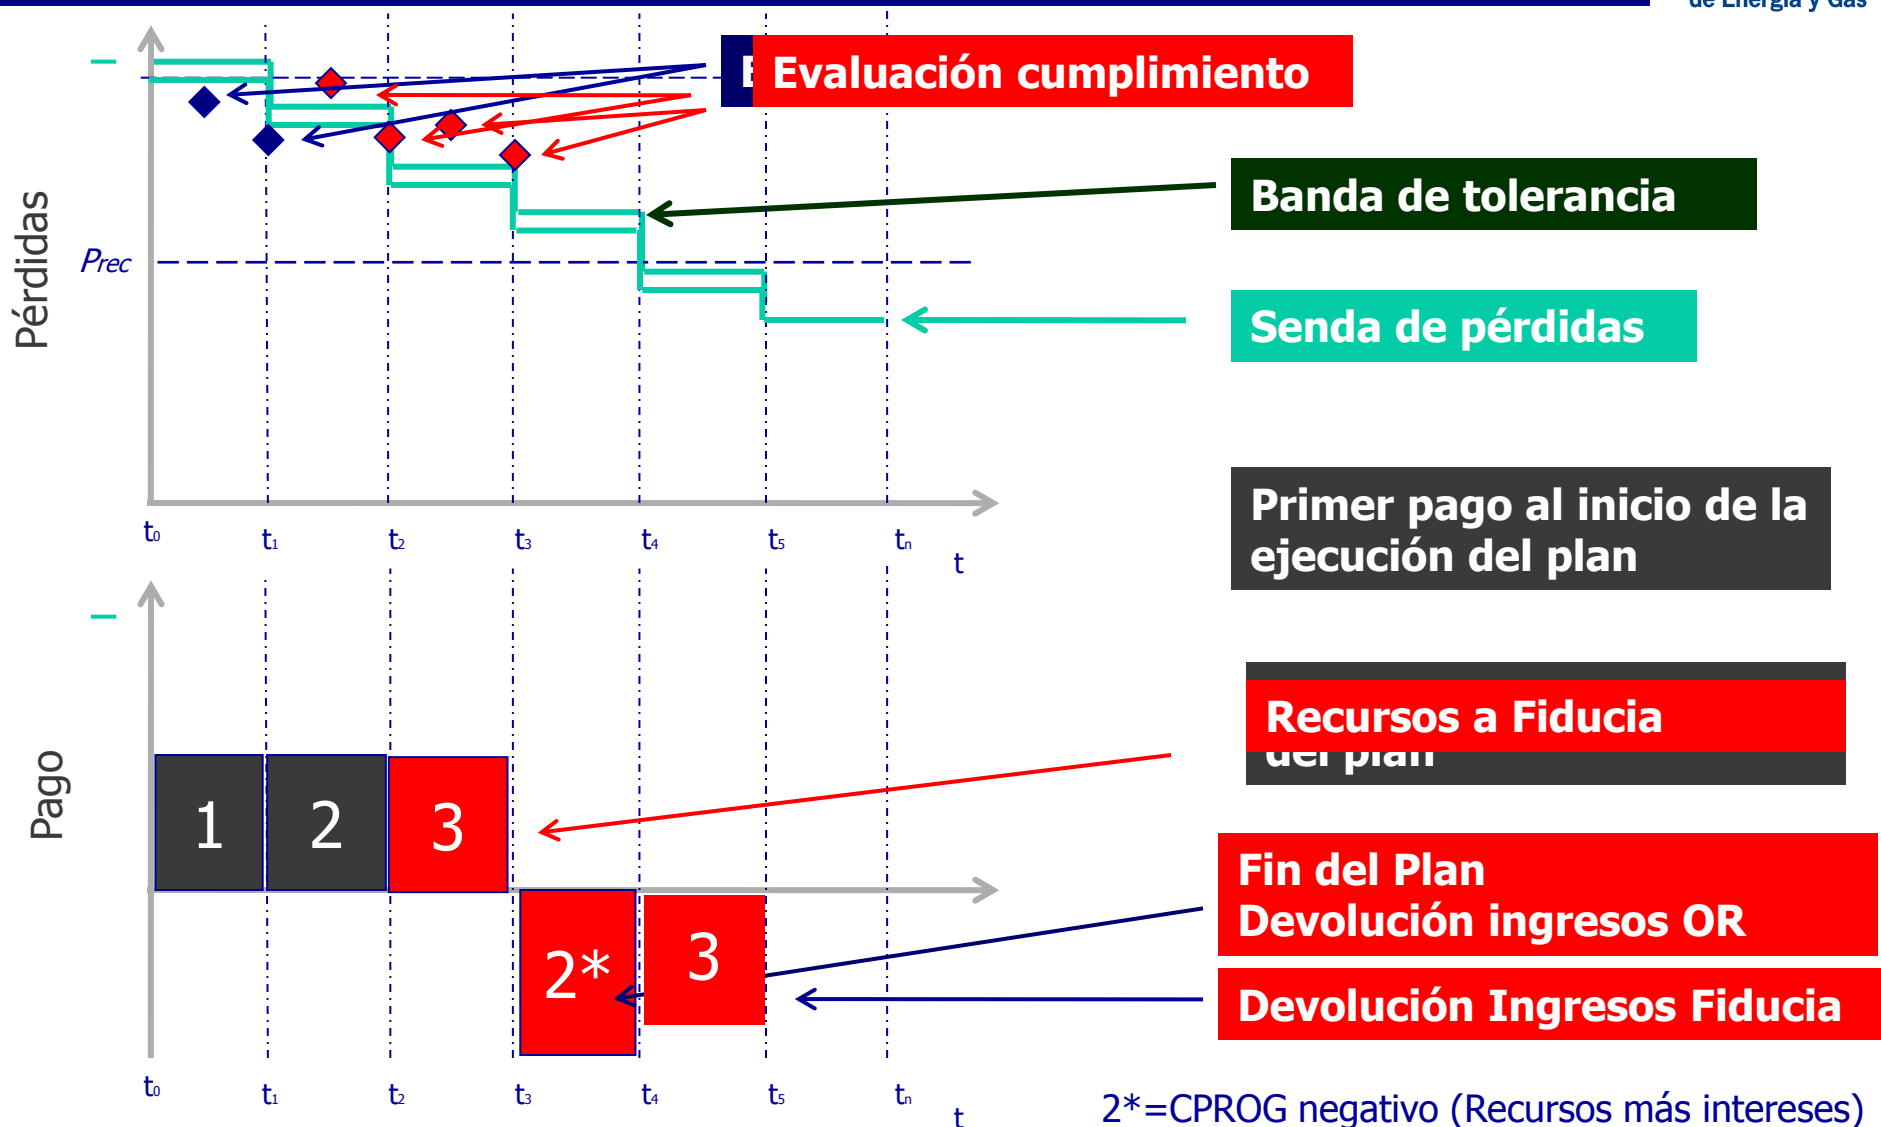 de Energía y Gas
E
Evaluación cumplimiento
Banda de tolerancia
Pérdidas
Prec
Senda de pérdidas
Primer pago al inicio de la
ejecución del plan
t0 t1 t2 t3 t4 t5 tn
t
Recursos a Fiducia
del plan
Pago
1 2 3
Fin del Plan
Devolución ingresos OR
2* 3
Devolución Ingresos Fiducia
t0 t1 t2 t3 t4 t5 tn
t
2*=CPROG negativo (Recursos más intereses)